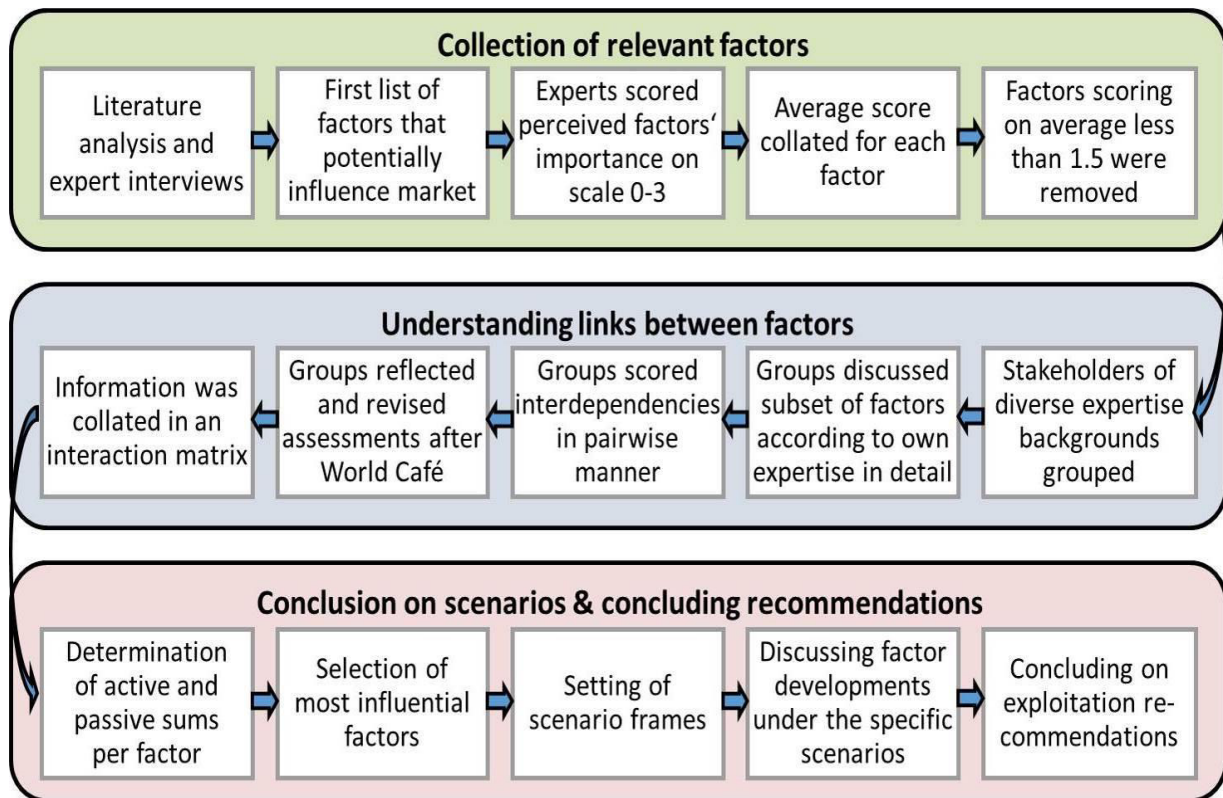 Collection of relevant factors
Literature
analysis and
expert interviews
First list of
factors that
potentially
influence market
Experts scored
perceived factors‘
importance on
scale 0-3
Average score
collated for each
factor
Factors scoring
on average less
than 1.5 were
removed
Understanding links between factors
Stakeholders of
diverse expertise
backgrounds
grouped
Groups discussed
subset of factors
according to own
expertise in detail
Groups scored
interdependencies
in pairwise
manner
Groups reflected
and revised
assessments after
World Café
Information was
collated in an
interaction matrix
Conclusion on scenarios & concluding recommendations
Determination
of active and
passive sums
per factor
Selection of
most influential
factors
Setting of
scenario frames
Discussing factor
developments
under the specific
scenarios
Concluding on
exploitation re-
commendations